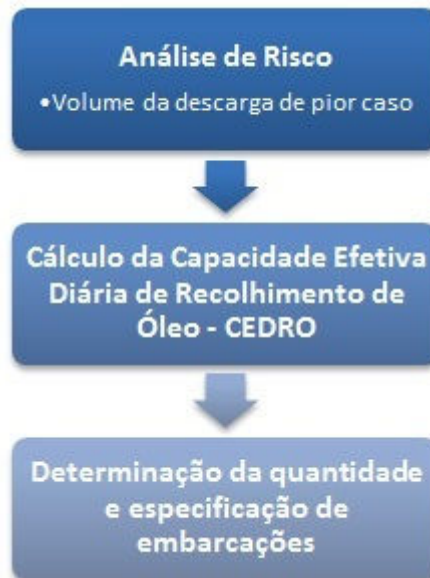 Análise de Risco
•Volume da descarga de pior caso
Cálculo da Capacidade Efetiva
Diária de Recolhimento de
Óleo - CEDRO
Determinação da quantidade
e especificação de
embarcações